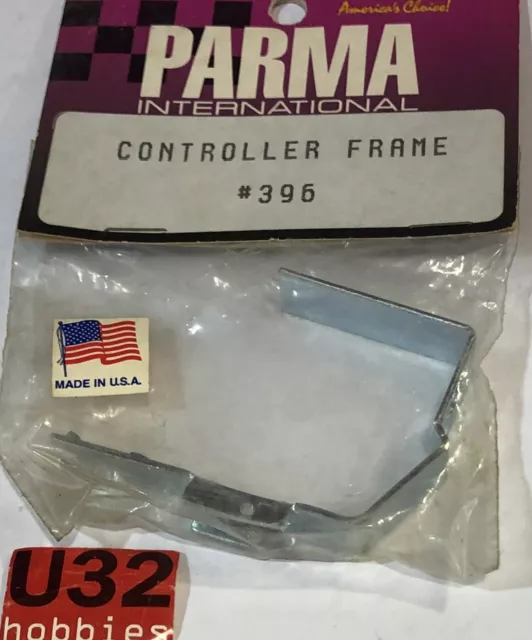 America's Choice!
PARMA
INTERNATIONAL
CONTROLLER FRAME
#396
MADE IN U.S.A.
U32
hobbies